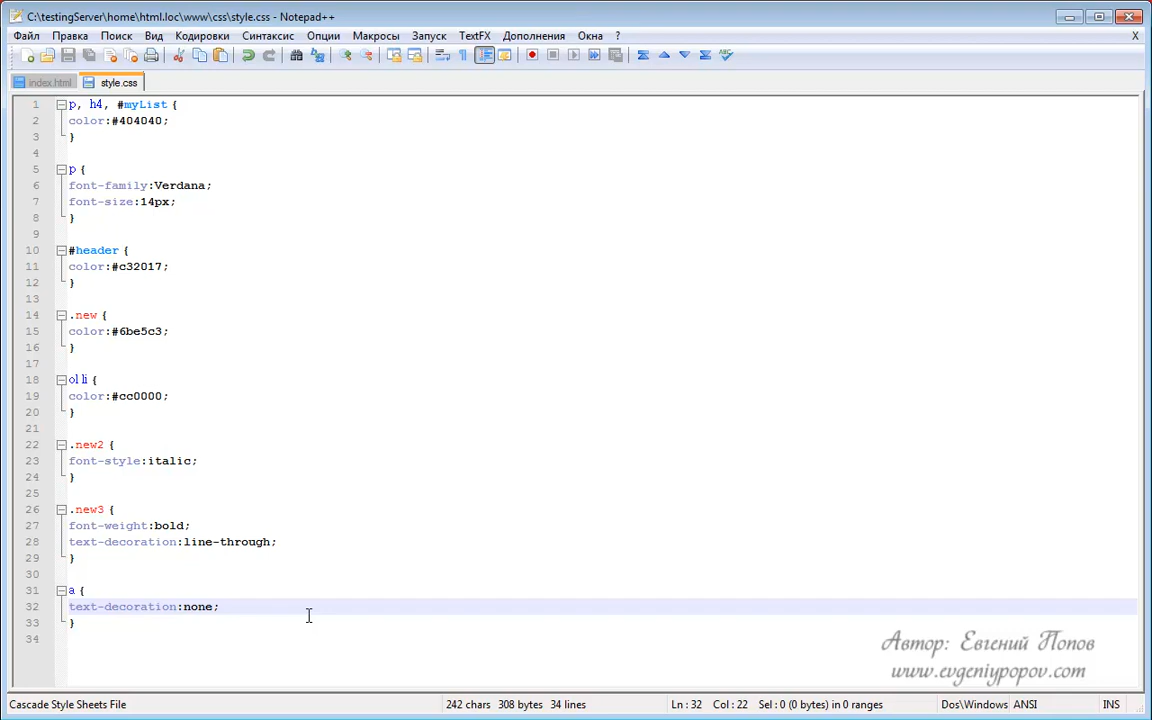 C:\testingServer\home\html.loc\www\css\style.css - Notepad++
Файл Правка Поиск Вид Кодировки Синтаксис Опции Макросы Запуск TextFX Дополнения Окна ? X
index.html style.css
1 p, h4, #myList {
2 color:#404040;
3 }
4
5 p {
6 font-family:Verdana;
7 font-size:14px;
8 }
9
10 #header {
11 color:#c32017;
12 }
13
14 .new {
15 color:#6be5c3;
16 }
17
18 ol li {
19 color:#cc0000;
20 }
21
22 .new2 {
23 font-style:italic;
24 }
25
26 .new3 {
27 font-weight:bold;
28 text-decoration:line-through;
29 }
30
31 a {
32 text-decoration:none;
33 }
34
Автор: Евгений Попов
www.evgeniypopov.com
Cascade Style Sheets File 242 chars 308 bytes 34 lines Ln : 32 Col : 22 Sel : 0 (0 bytes) in 0 ranges Dos\Windows ANSI INS